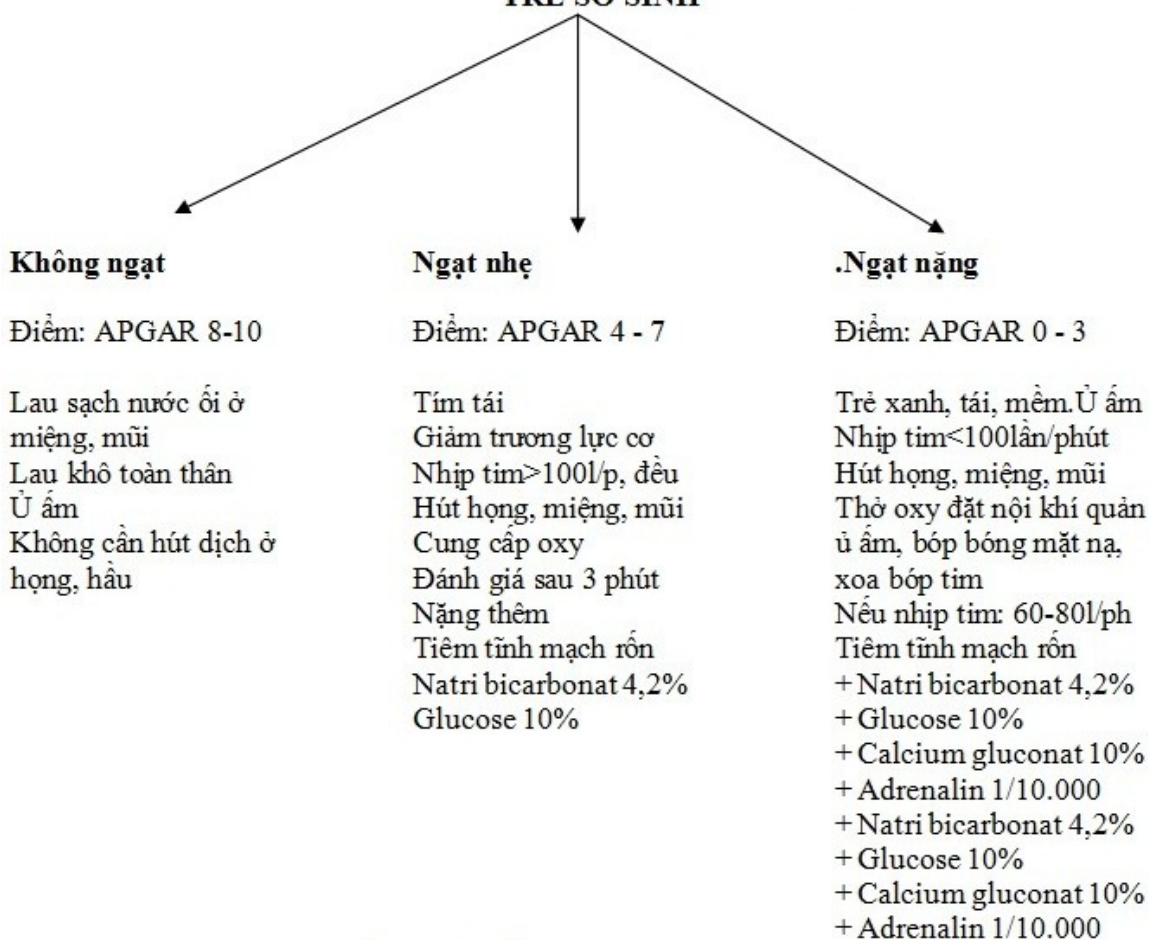 TRẺ SƠ SINH
Không ngạt
Điểm: APGAR 8-10
Lau sạch nước ối ở
miệng, mũi
Lau khô toàn thân
Ủ ấm
Không cần hút dịch ở
họng, hầu
Ngạt nhẹ
Điểm: APGAR 4 - 7
Tím tái
Giảm trương lực cơ
Nhịp tim>100l/p, đều
Hút họng, miệng, mũi
Cung cấp oxy
Đánh giá sau 3 phút
Nặng thêm
Tiêm tĩnh mạch rốn
Natri bicarbonat 4,2%
Glucose 10%
.Ngạt nặng
Điểm: APGAR 0 - 3
Trẻ xanh, tái, mềm.Ủ ấm
Nhịp tim<100lần/phút
Hút họng, miệng, mũi
Thở oxy đặt nội khí quản
ủ ấm, bóp bóng mặt nạ,
xoa bóp tim
Nếu nhịp tim: 60-80l/ph
Tiêm tĩnh mạch rốn
+ Natri bicarbonat 4,2%
+ Glucose 10%
+ Calcium gluconat 10%
+ Adrenalin 1/10.000
+ Natri bicarbonat 4,2%
+ Glucose 10%
+ Calcium gluconat 10%
+ Adrenalin 1/10.000